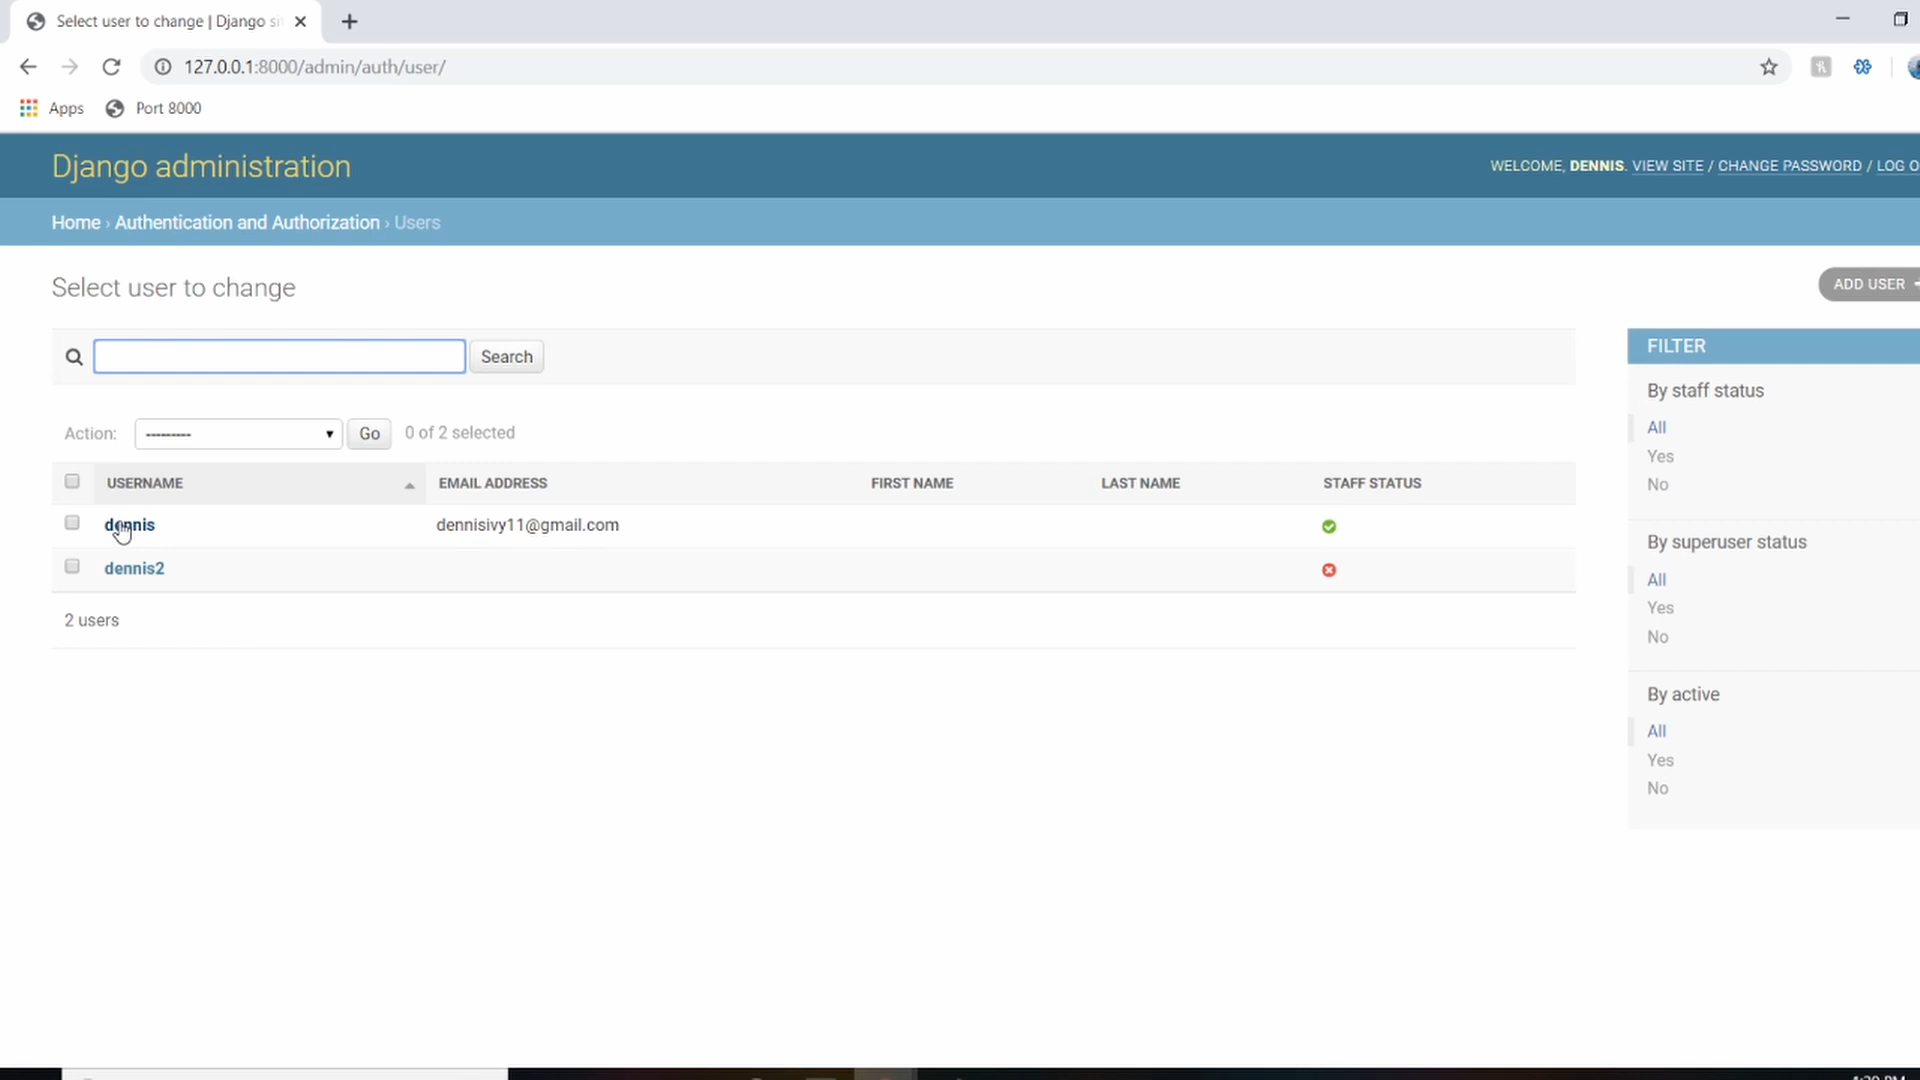 Select user to change | Django si
127.0.0.1:8000/admin/auth/user/
Apps Port 8000
Django administration
WELCOME, DENNIS. VIEW SITE / CHANGE PASSWORD / LOG O
Home › Authentication and Authorization › Users
Select user to change
ADD USER +
Search
Action: --------- Go 0 of 2 selected
USERNAME EMAIL ADDRESS FIRST NAME LAST NAME STAFF STATUS
dennis dennisivy11@gmail.com
dennis2
2 users
FILTER
By staff status
All
Yes
No
By superuser status
All
Yes
No
By active
All
Yes
No